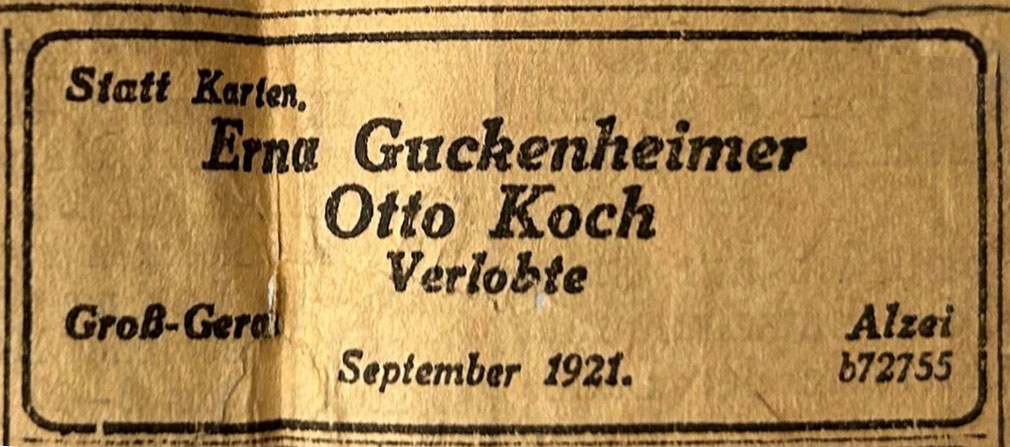 Statt Karten.
Erna Guckenheimer
Otto Koch
Verlobte
Groß-Gerau Alzei
September 1921. b72755